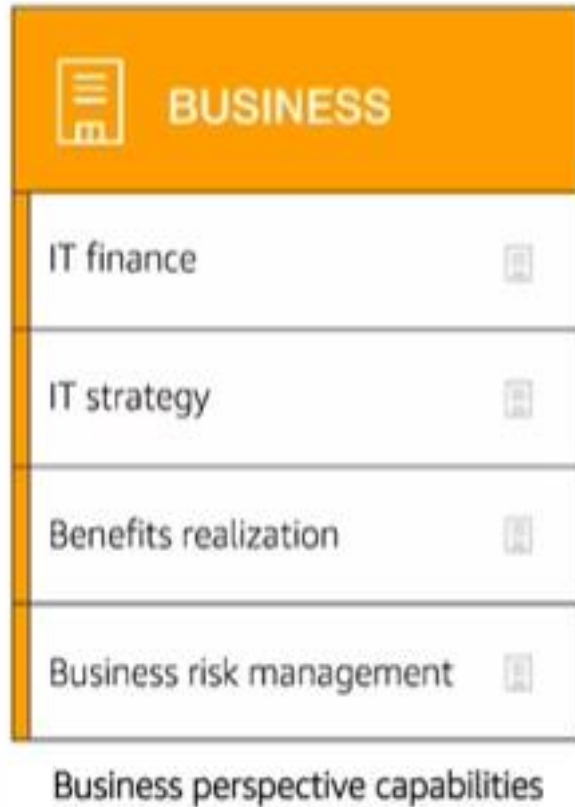 BUSINESS
IT finance
IT strategy
Benefits realization
Business risk management
Business perspective capabilities